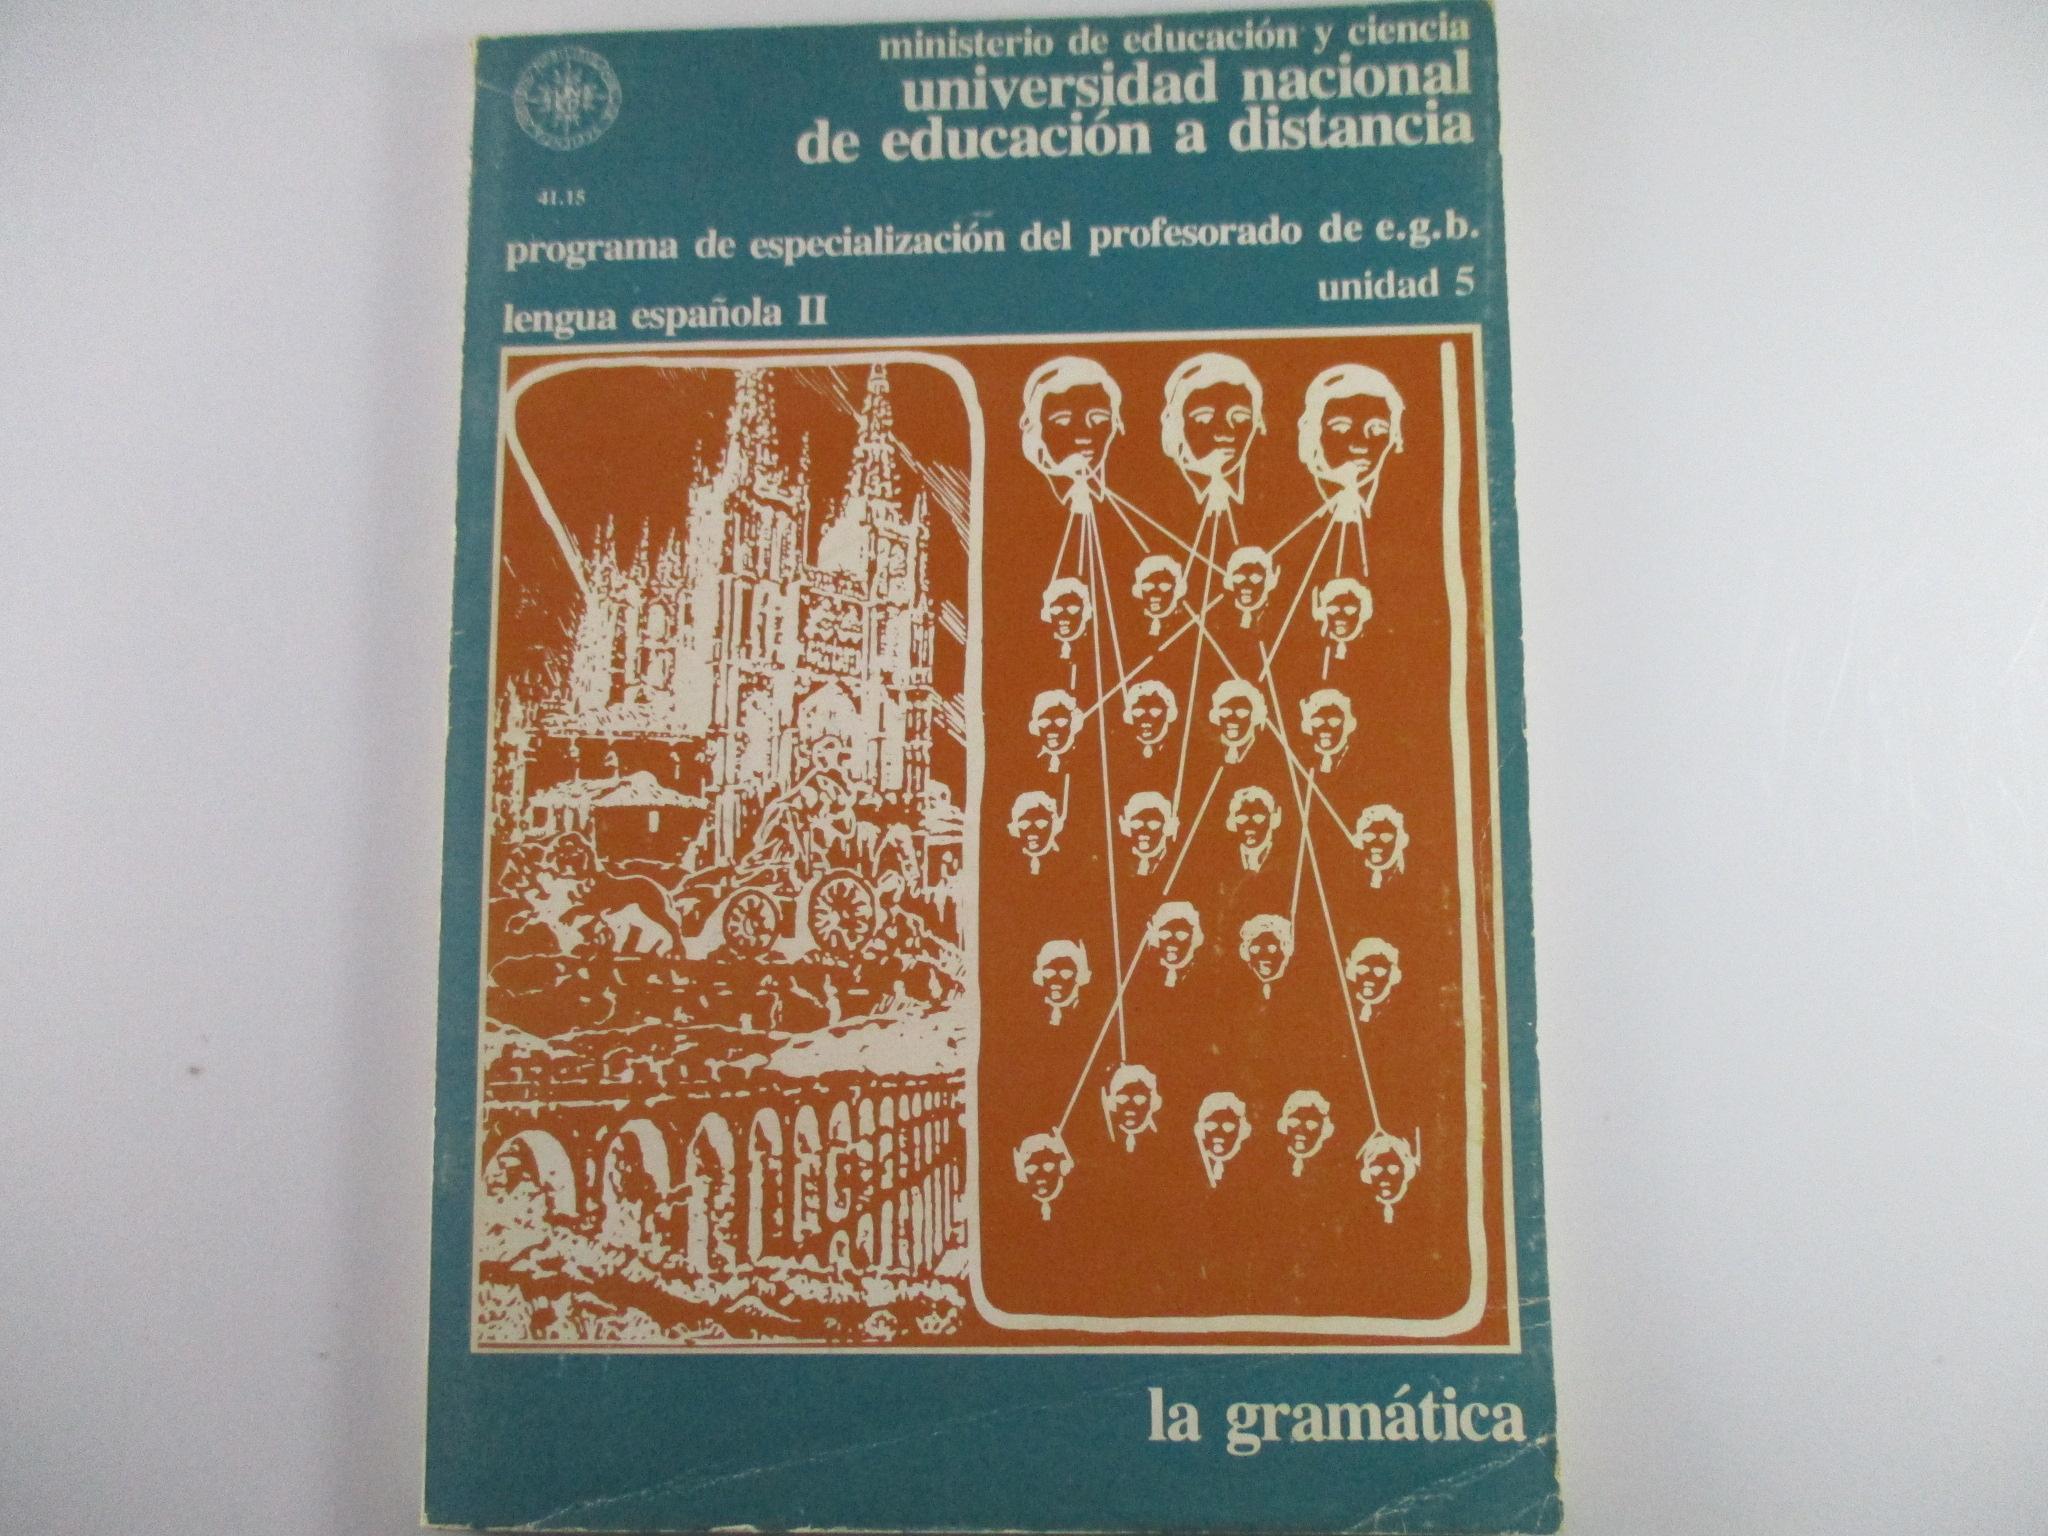 ministerio de educación y ciencia
universidad nacional
de educación a distancia
41.15
programa de especialización del profesorado de e.g.b.
unidad 5
lengua española II
la gramática